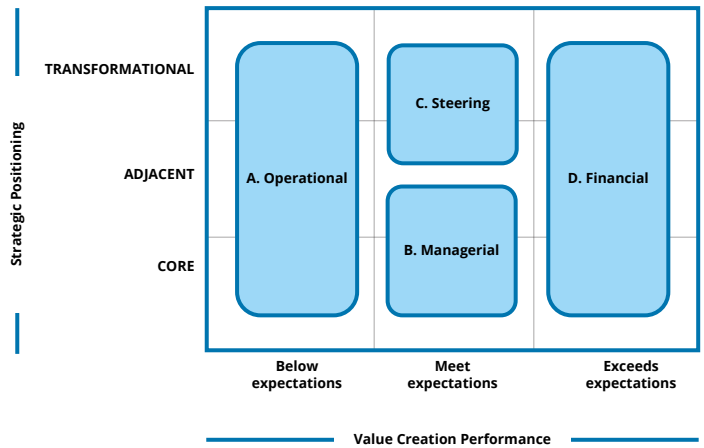 TRANSFORMATIONAL
C. Steering
Strategic Positioning
ADJACENT
A. Operational
D. Financial
B. Managerial
CORE
Below
expectations
Meet
expectations
Exceeds
expectations
Value Creation Performance